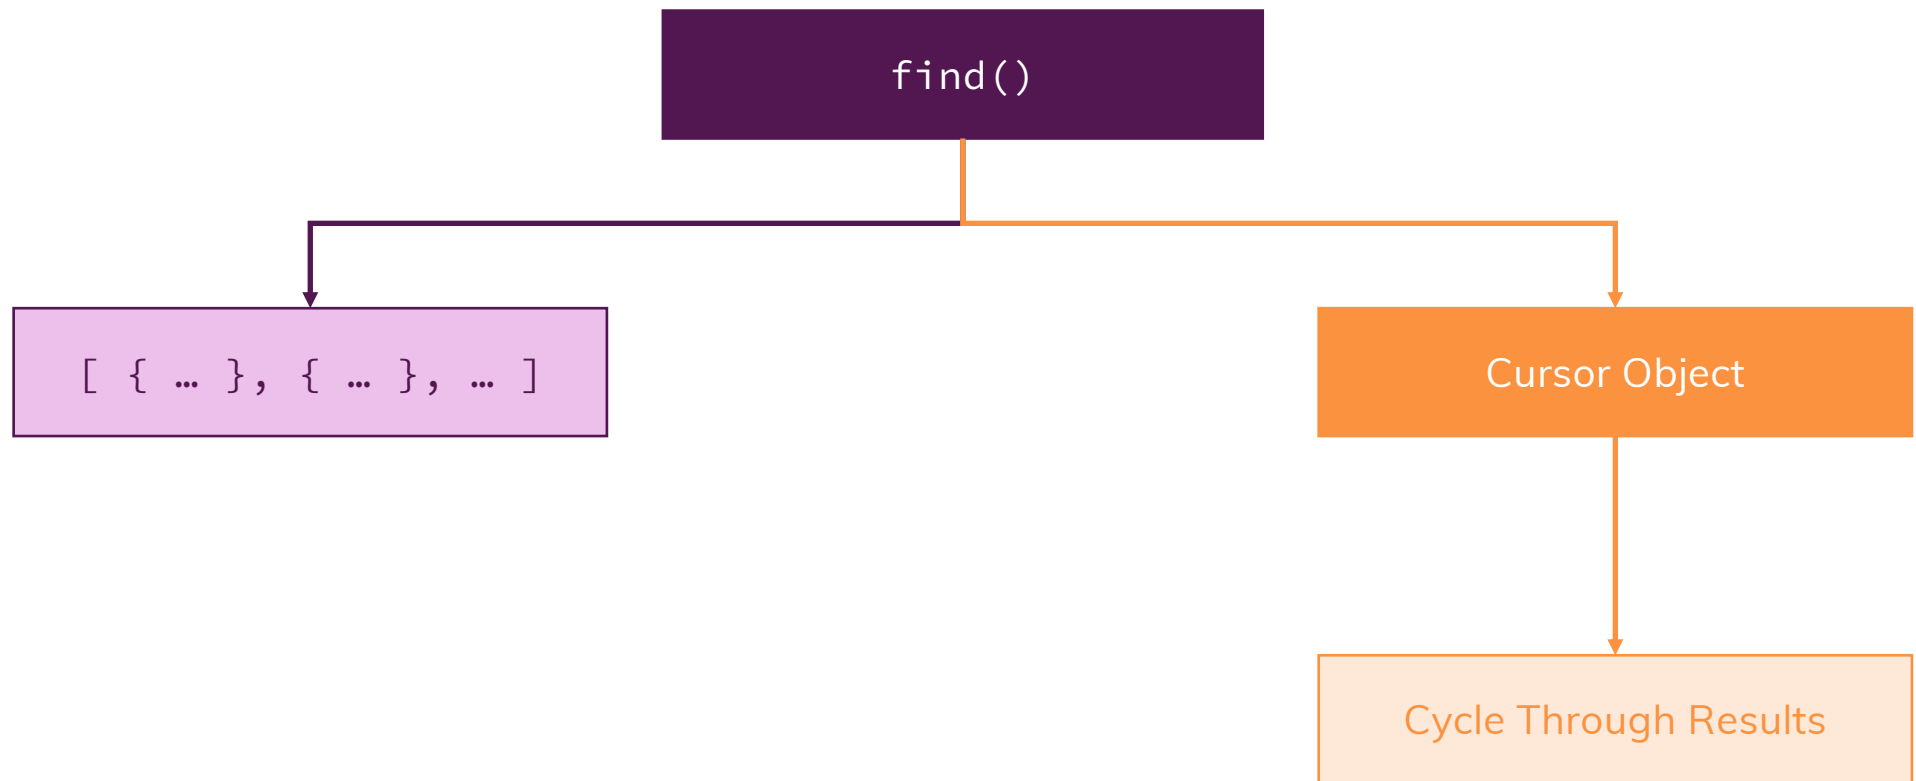 find()
[ { … }, { … }, … ]
Cursor Object
Cycle Through Results